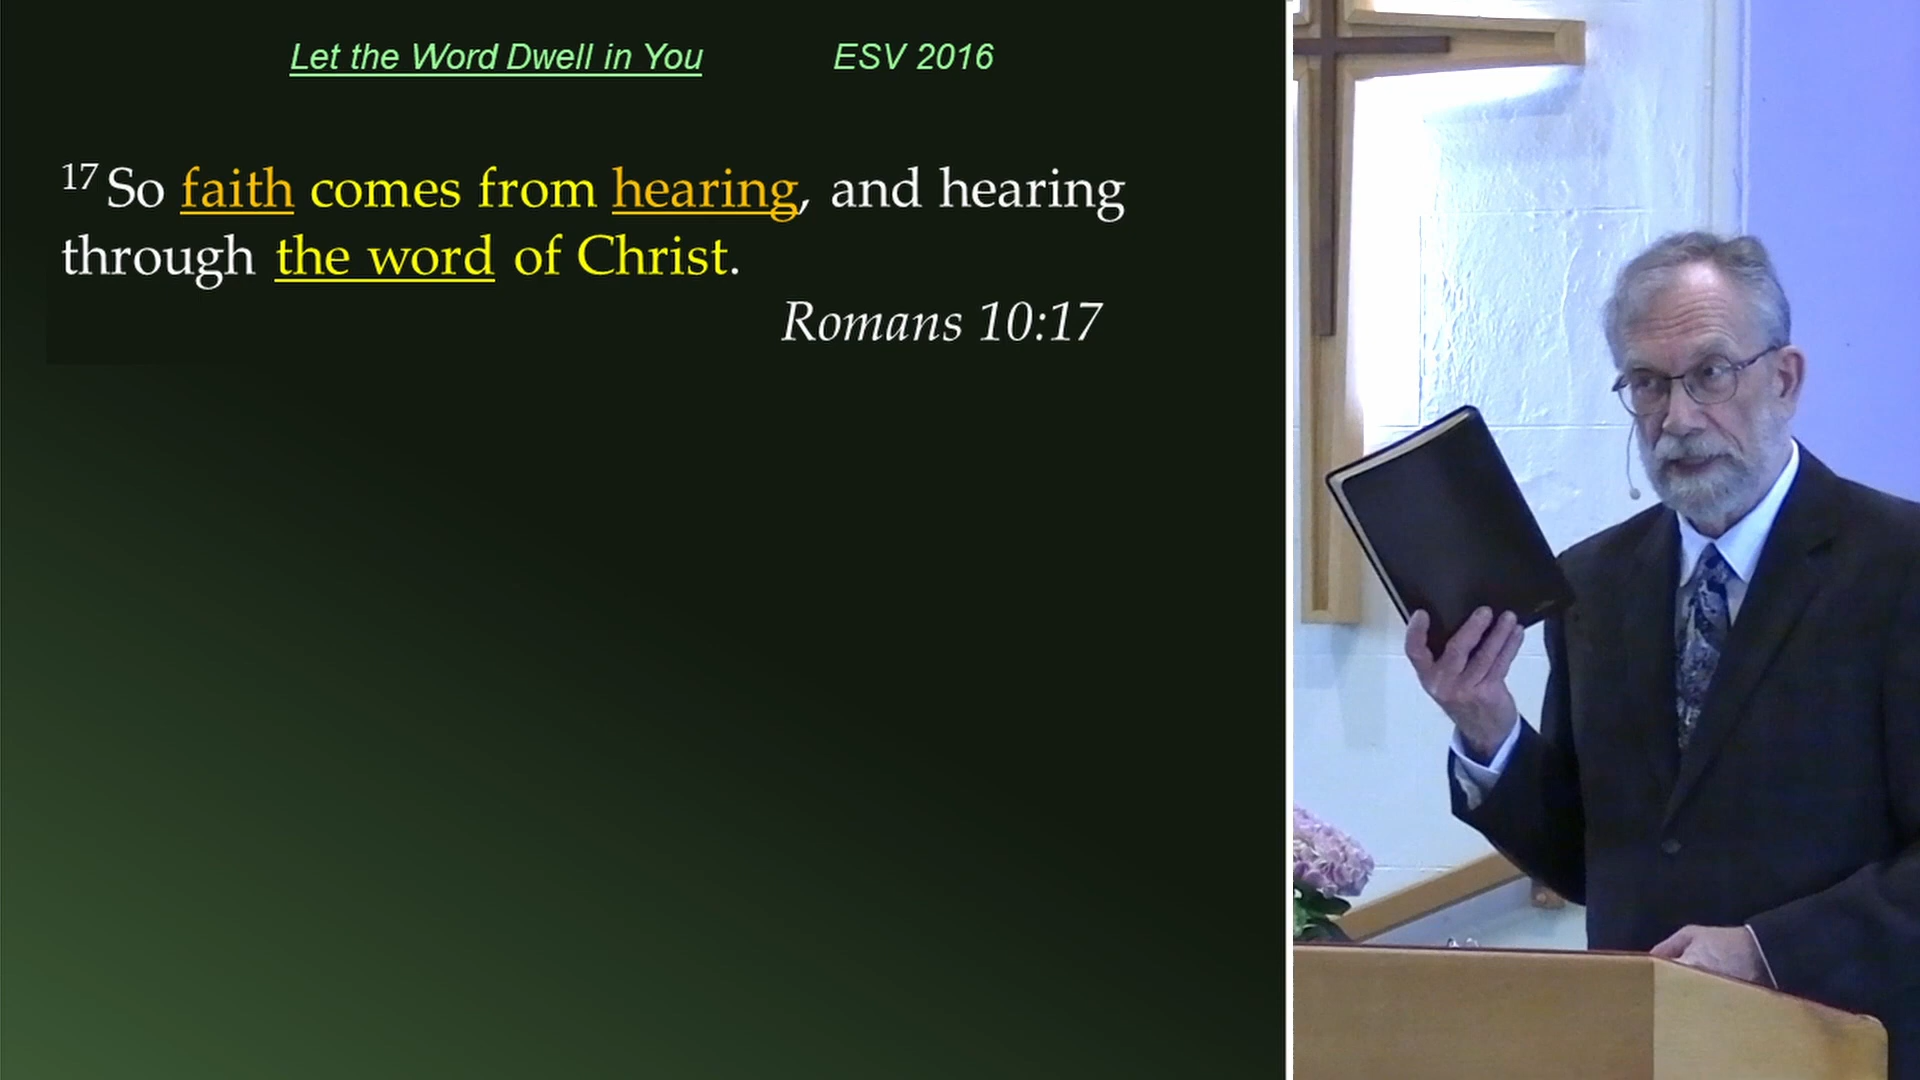 Let the Word Dwell in You ESV 2016
17 So faith comes from hearing, and hearing
through the word of Christ.
Romans 10:17